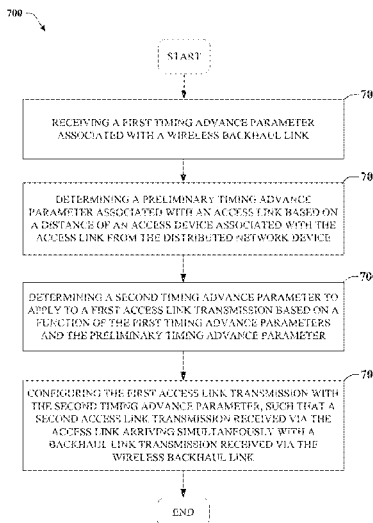 700
START
70
RECEIVING A FIRST TIMING ADVANCE PARAMETER
ASSOCIATED WITH A WIRELESS BACKHAUL LINK
70
DETERMINING A PRELIMINARY TIMING ADVANCE
PARAMETER ASSOCIATED WITH AN ACCESS LINK BASED ON
A DISTANCE OF AN ACCESS DEVICE ASSOCIATED WITH THE
ACCESS LINK FROM THE DISTRIBUTED NETWORK DEVICE
70
DETERMINING A SECOND TIMING ADVANCE PARAMETER TO
APPLY TO A FIRST ACCESS LINK TRANSMISSION BASED ON A
FUNCTION OF THE FIRST TIMING ADVANCE PARAMETERS
AND THE PRELIMINARY TIMING ADVANCE PARAMETER
70
CONFIGURING THE FIRST ACCESS LINK TRANSMISSION WITH
THE SECOND TIMING ADVANCE PARAMETER, SUCH THAT A
SECOND ACCESS LINK TRANSMISSION RECEIVED VIA THE
ACCESS LINK ARRIVING SIMULTANEOUSLY WITH A
BACKHAUL LINK TRANSMISSION RECEIVED VIA THE
WIRELESS BACKHAUL LINK
END